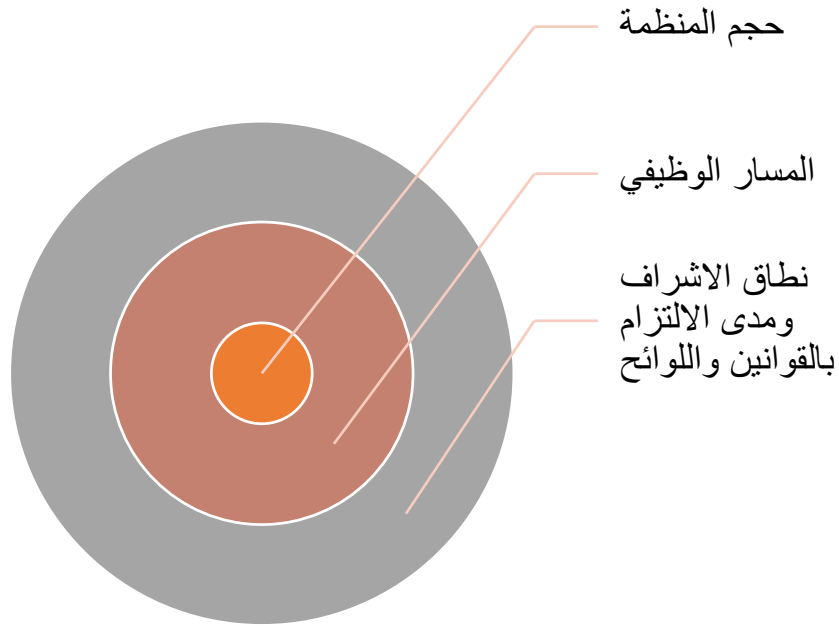 حجم المنظمة
المسار الوظيفي
نطاق الاشراف
ومدى الالتزام
بالقوانين واللوائح